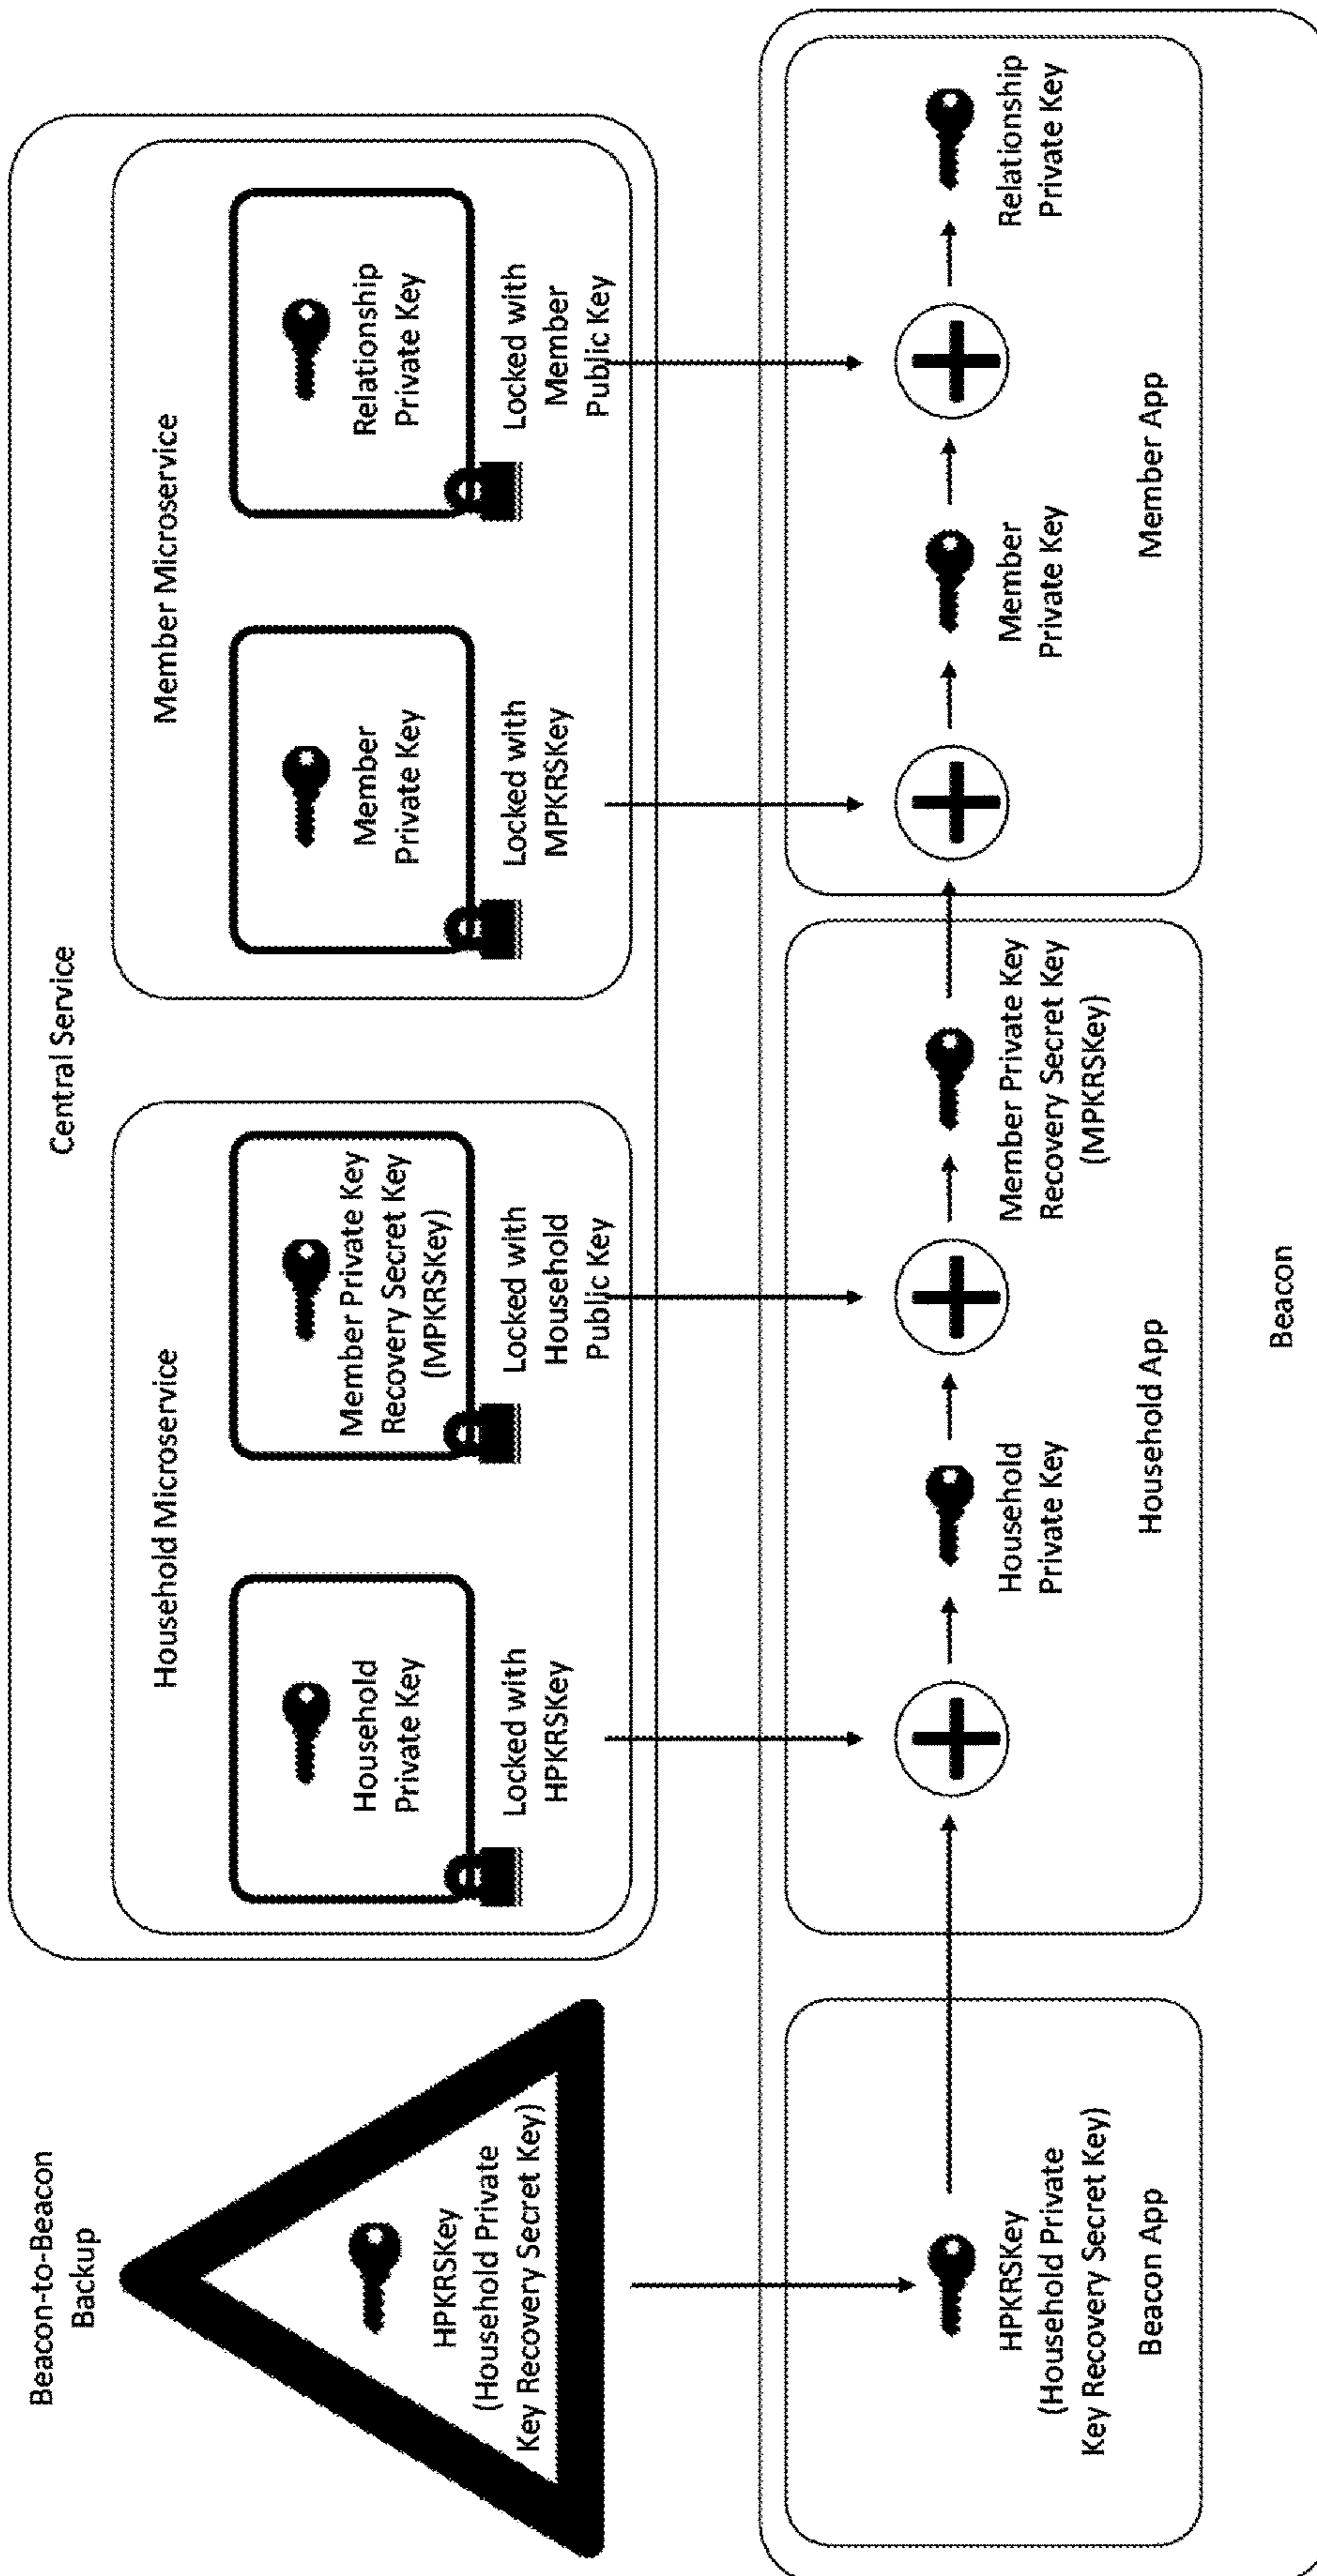 Beacon-to-Beacon
Backup
HPKRSKey
(Household Private
Key Recovery Secret Key)
Central Service
Household Microservice
Household
Private Key
Locked with
HPKRSKey
Member Private Key
Recovery Secret Key
(MPKRSKey)
Locked with
Household
Public Key
Member Microservice
Member
Private Key
Locked with
MPKRSKey
Relationship
Private Key
Locked with
Member
Public Key
HPKRSKey
(Household Private
Key Recovery Secret Key)
Beacon App
Household
Private Key
Member Private Key
Recovery Secret Key
(MPKRSKey)
Household App
Member
Private Key
Relationship
Private Key
Member App
Beacon